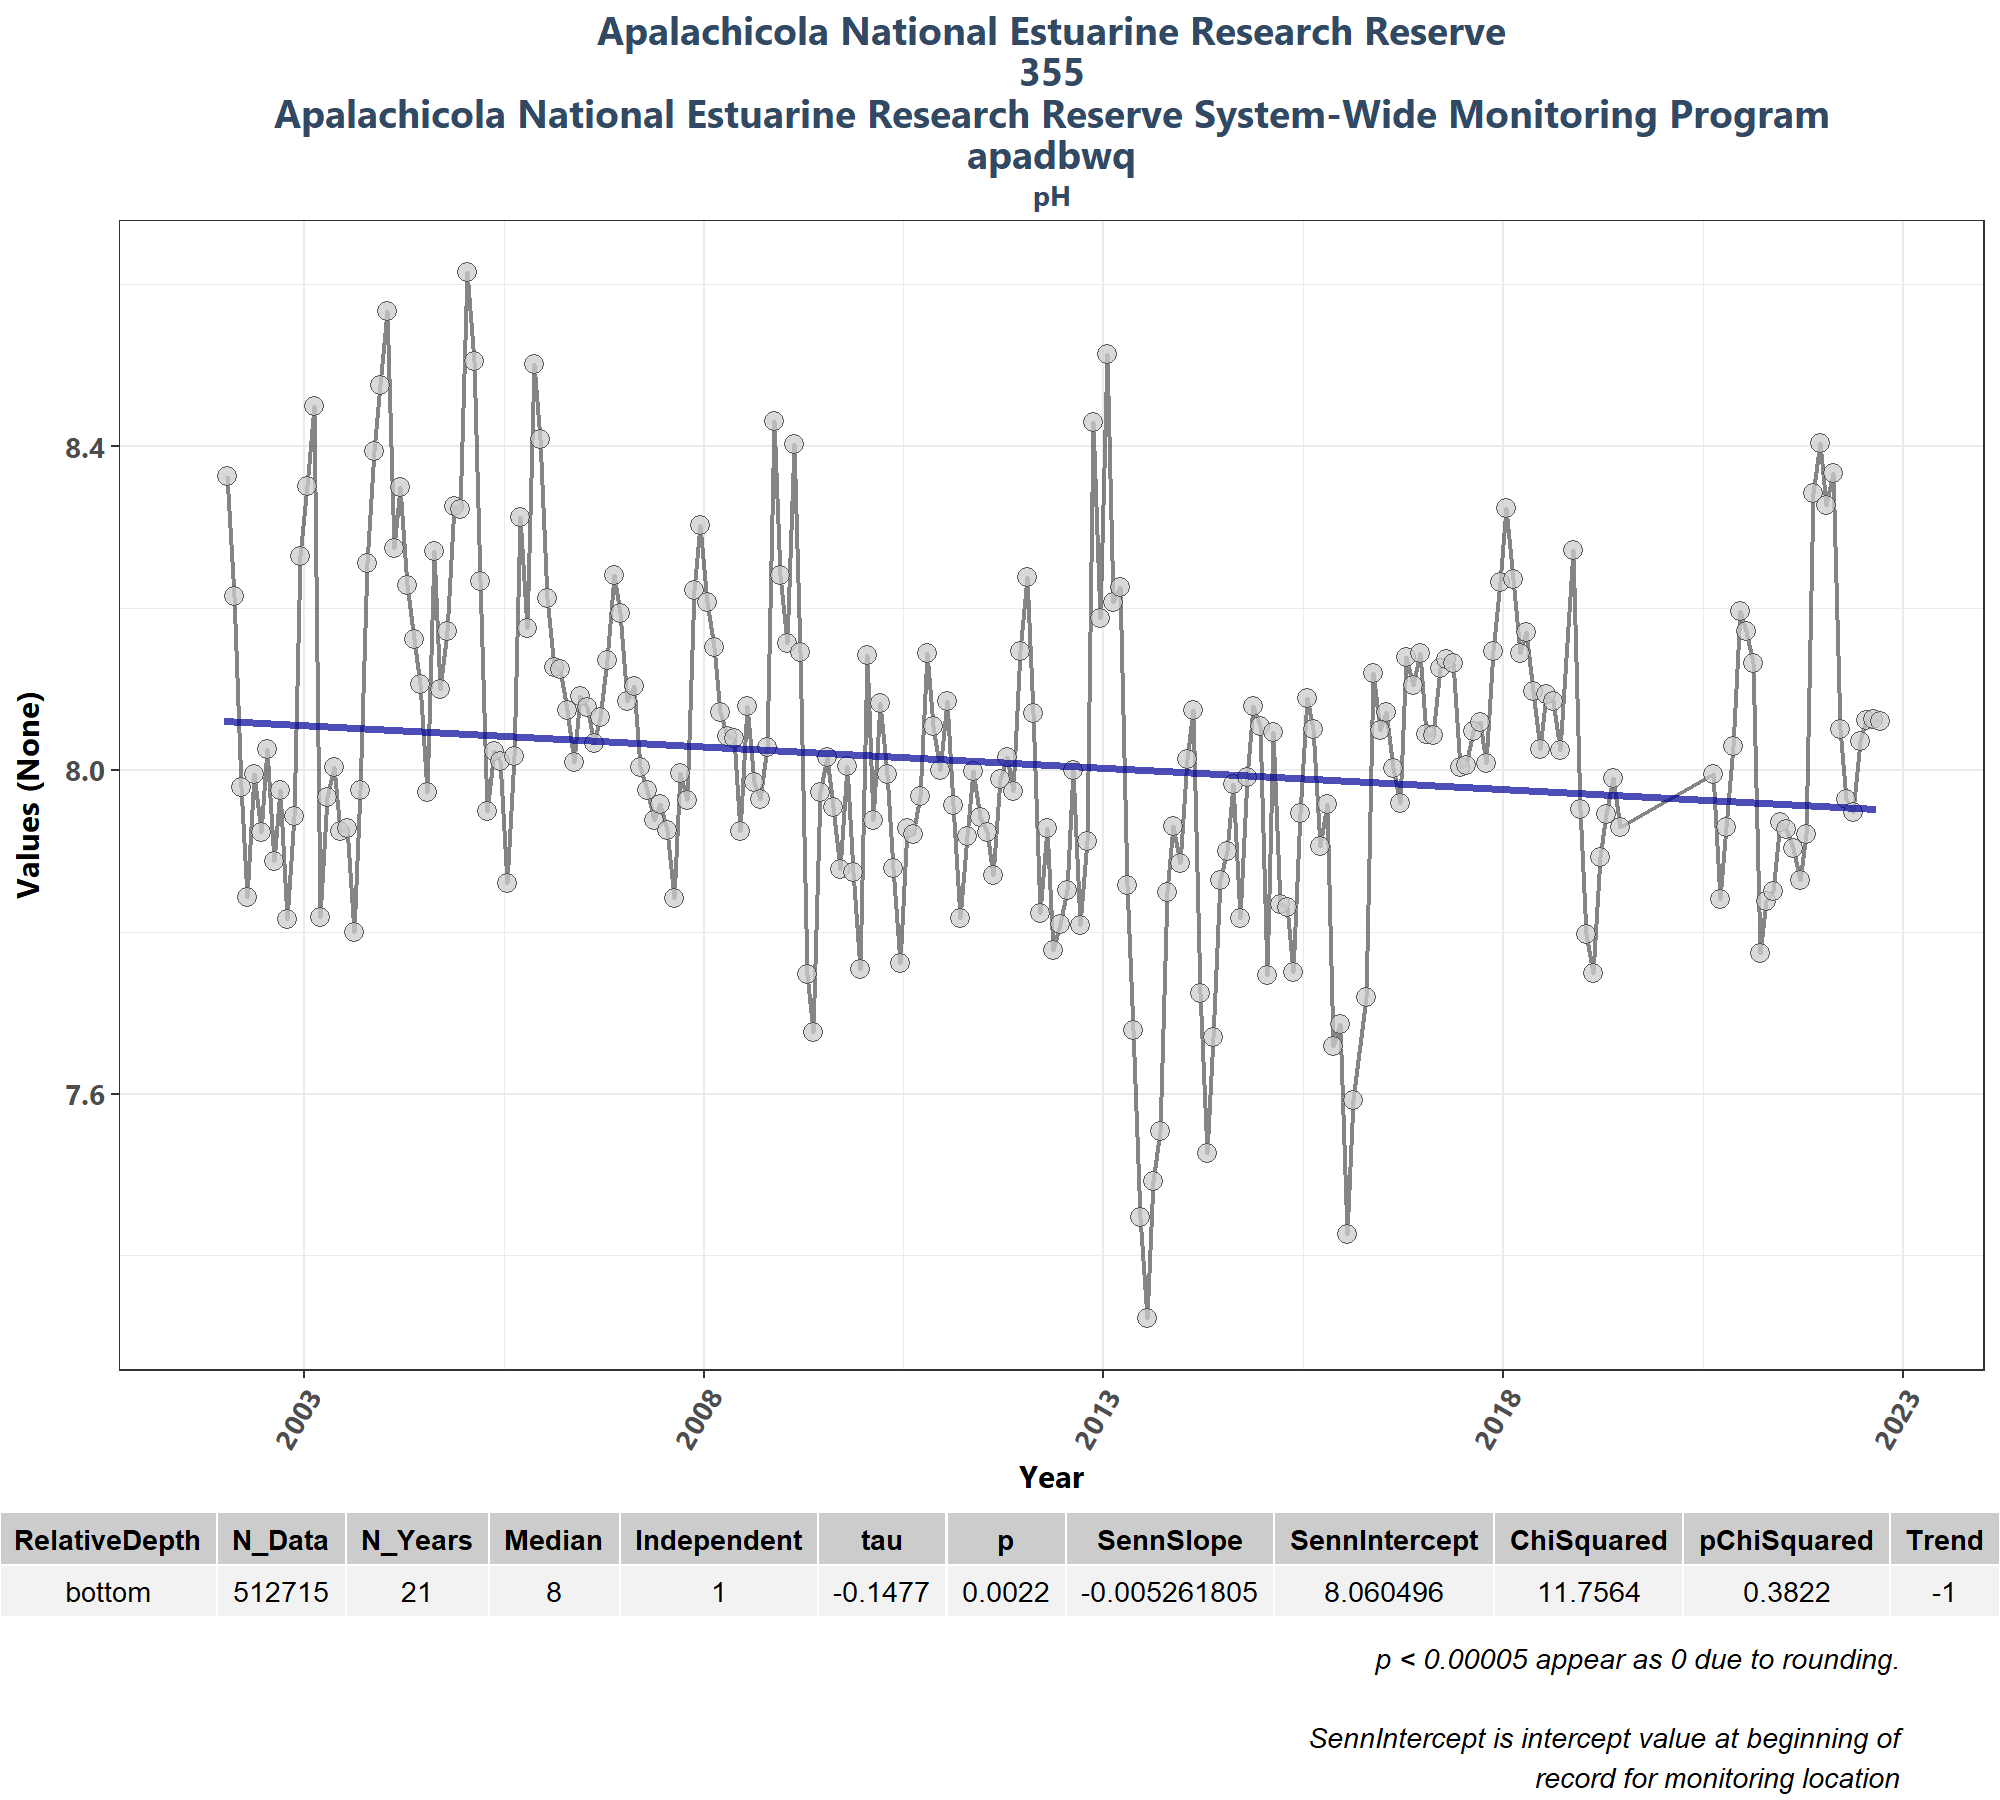 Apalachicola National Estuarine Research Reserve
355
Apalachicola National Estuarine Research Reserve System-Wide Monitoring Program
apadbwq
pH
Values (None)
8.4
8.0
7.6
2003 2008 2013 2018 2023
Year
RelativeDepth N_Data N_Years Median Independent tau p SennSlope SennIntercept ChiSquared pChiSquared Trend
bottom 512715 21 8 1 -0.1477 0.0022 -0.005261805 8.060496 11.7564 0.3822 -1
p < 0.00005 appear as 0 due to rounding.
SennIntercept is intercept value at beginning of
record for monitoring location